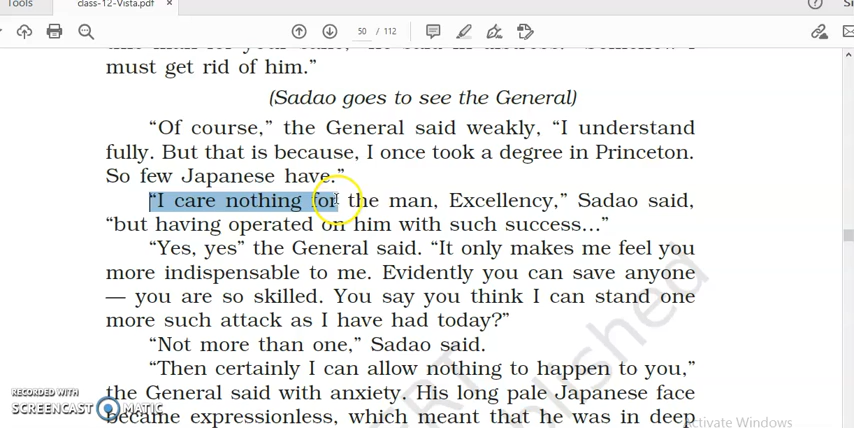 Tools
class-12-Vista.pdf
×
50 / 112
must get rid of him.”
(Sadao goes to see the General)
“Of course,” the General said weakly, “I understand
fully. But that is because, I once took a degree in Princeton.
So few Japanese have.”
“I care nothing for the man, Excellency,” Sadao said,
“but having operated on him with such success...”
“Yes, yes” the General said. “It only makes me feel you
more indispensable to me. Evidently you can save anyone
— you are so skilled. You say you think I can stand one
more such attack as I have had today?”
“Not more than one,” Sadao said.
“Then certainly I can allow nothing to happen to you,”
the General said with anxiety. His long pale Japanese face
became expressionless, which meant that he was in deep
RECORDED WITH
SCREENCAST MATIC
Activate Windows